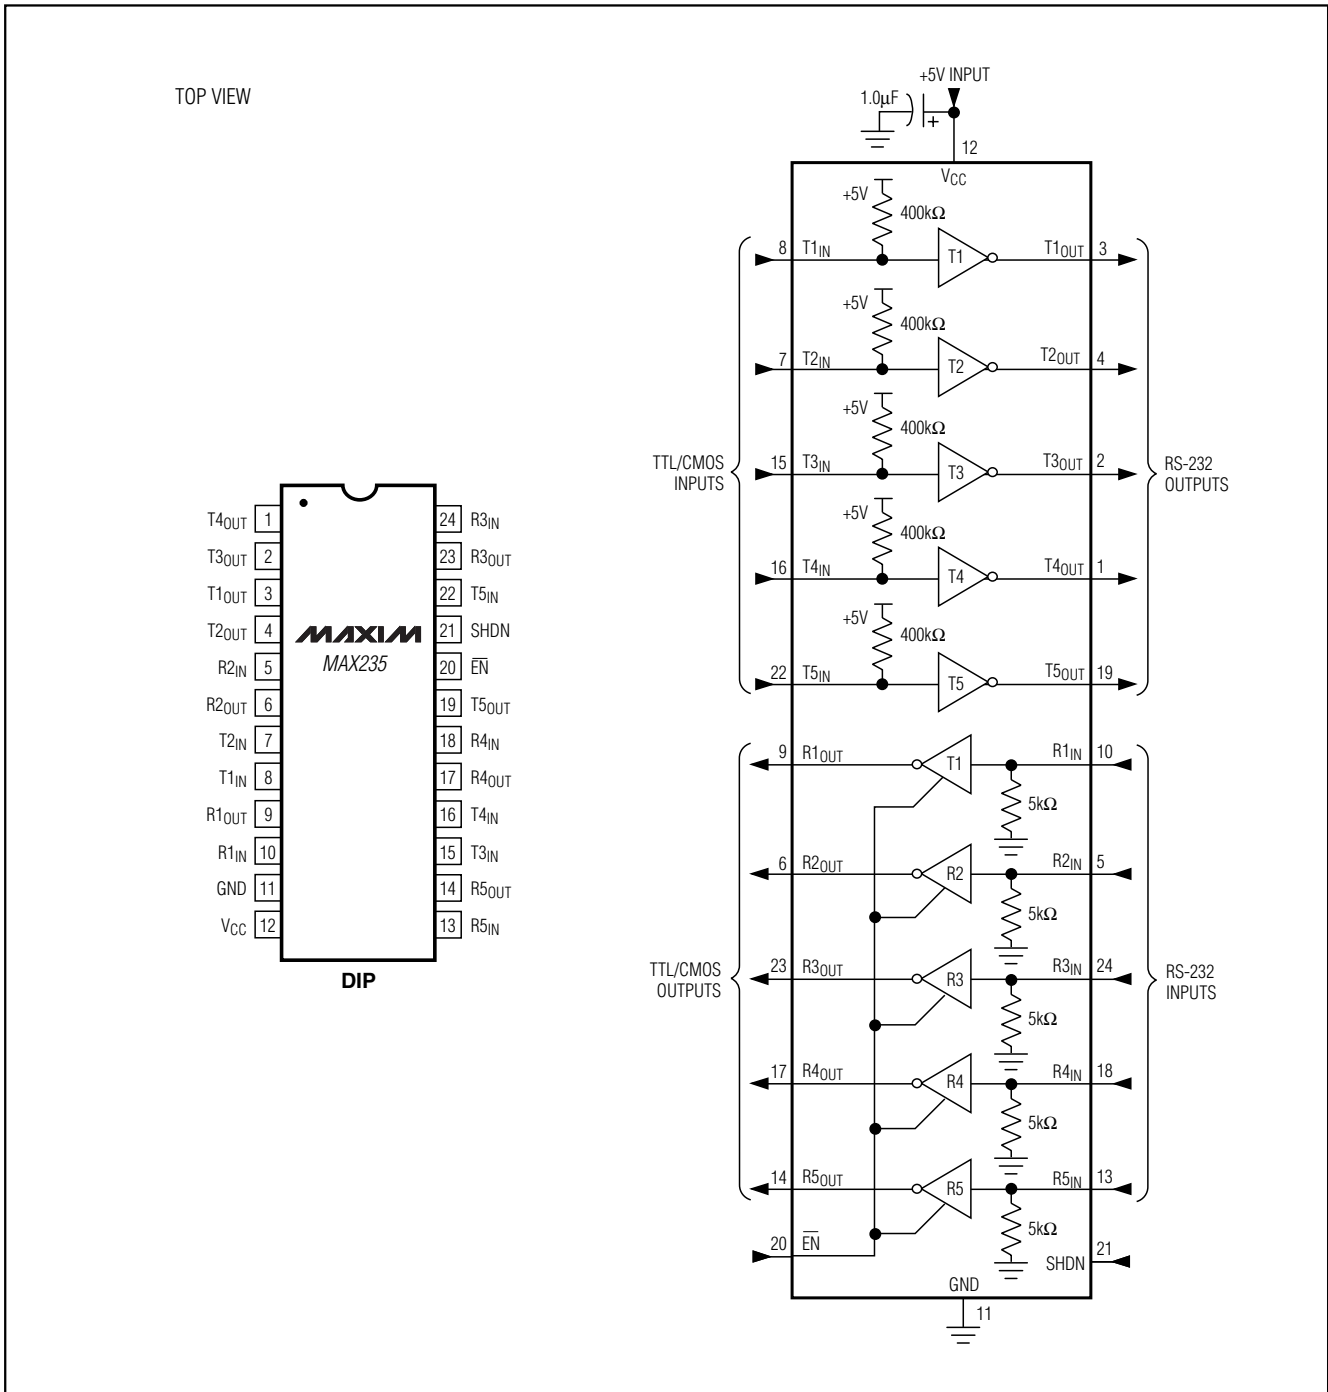 TOP VIEW
T4OUT 1
T3OUT 2
T1OUT 3
T2OUT 4
R2IN 5
R2OUT 6
T2IN 7
T1IN 8
R1OUT 9
R1IN 10
GND 11
VCC 12
24 R3IN
23 R3OUT
22 T5IN
21 SHDN
20 E̅N̅
19 T5OUT
18 R4IN
17 R4OUT
16 T4IN
15 T3IN
14 R5OUT
13 R5IN
MAXIM
MAX235
DIP
+5V INPUT
1.0µF
+
12
VCC
+5V
400kΩ
8 T1IN T1 T1OUT 3
+5V
400kΩ
7 T2IN T2 T2OUT 4
+5V
400kΩ
TTL/CMOS
INPUTS
15 T3IN T3 T3OUT 2
RS-232
OUTPUTS
+5V
400kΩ
16 T4IN T4 T4OUT 1
+5V
400kΩ
22 T5IN T5 T5OUT 19
9 R1OUT T1 R1IN 10
5kΩ
6 R2OUT R2 R2IN 5
5kΩ
TTL/CMOS
OUTPUTS
23 R3OUT R3 R3IN 24
RS-232
INPUTS
5kΩ
17 R4OUT R4 R4IN 18
5kΩ
14 R5OUT R5 R5IN 13
5kΩ
20 E̅N̅
SHDN 21
GND
11